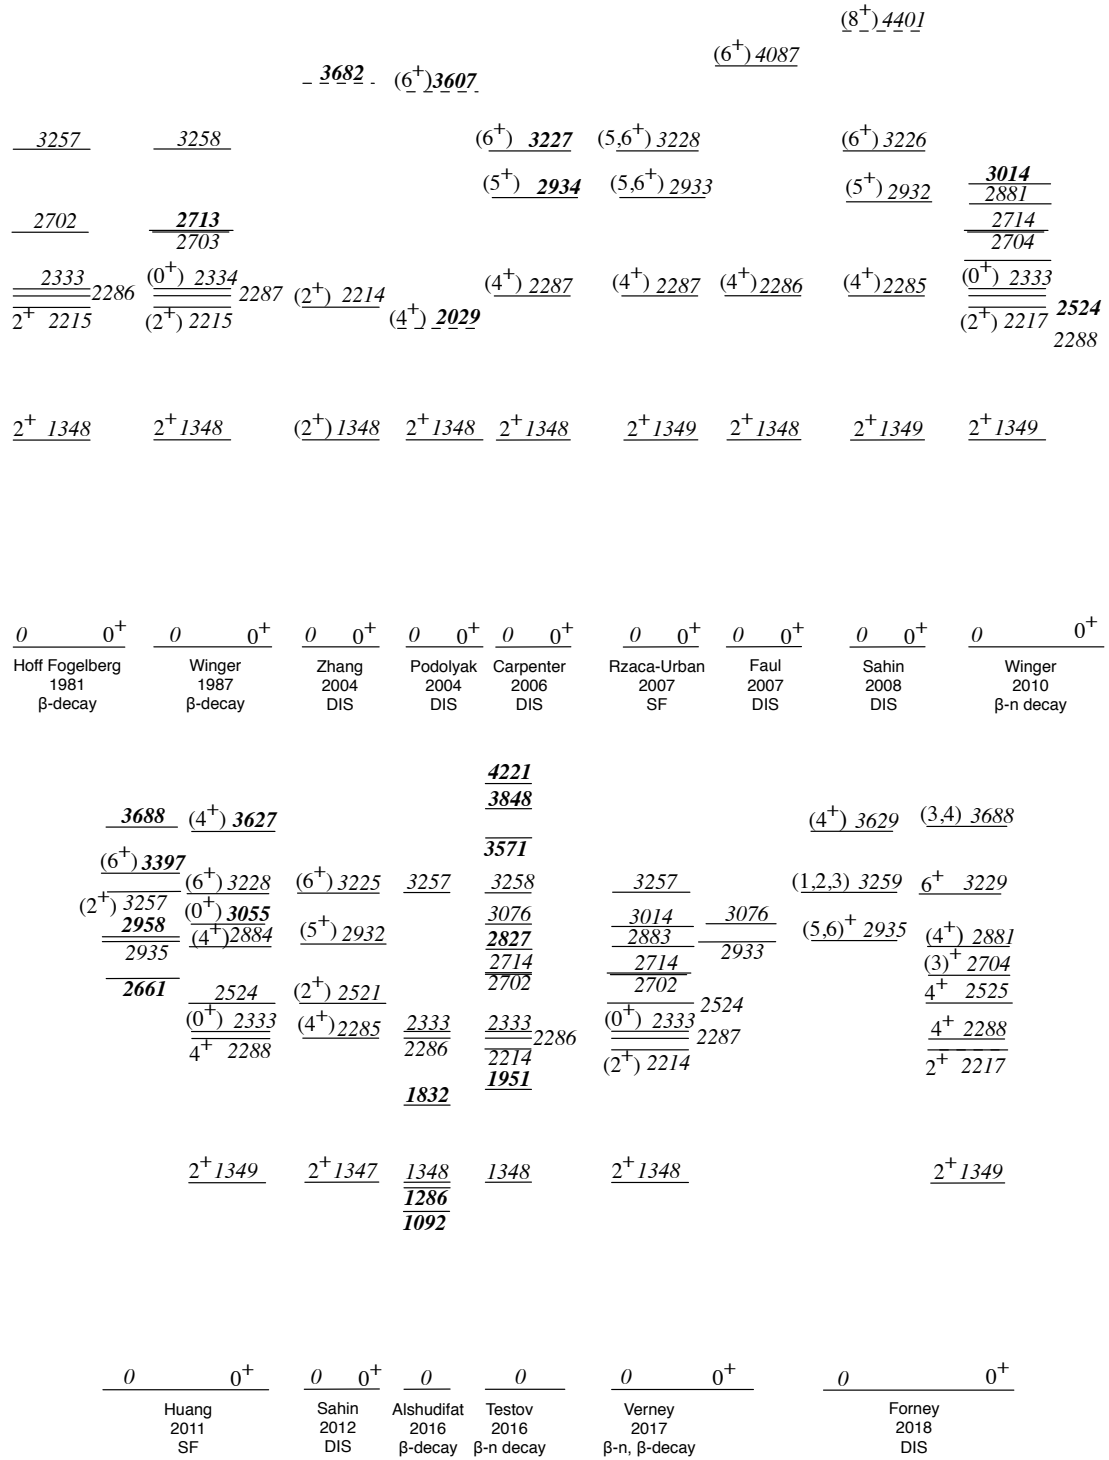 (8+) 4401
(6+) 4087
3682 (6+) 3607
3257 3258 (6+) 3227 (5,6+) 3228 (6+) 3226
3014
(5+) 2934 (5,6+) 2933 (5+) 2932 2881
2702 2713 2714
2703 2704
2333 (0+) 2334 (4+) 2287 (4+) 2287 (4+) 2286 (4+) 2285 (0+) 2333
2286 2287 (2+) 2214
2+ 2215 (2+) 2215 (4+) 2029 (2+) 2217 2524
2288
2+ 1348 2+ 1348 (2+) 1348 2+ 1348 2+ 1348 2+ 1349 2+ 1348 2+ 1349 2+ 1349
0 0+ 0 0+ 0 0+ 0 0+ 0 0+ 0 0+ 0 0+ 0 0+ 0 0+
Hoff Fogelberg Winger Zhang Podolyak Carpenter Rzaca-Urban Faul Sahin Winger
1981 1987 2004 2004 2006 2007 2007 2008 2010
β-decay β-decay DIS DIS DIS SF DIS DIS β-n decay
4221
3848
3688 (4+) 3627 (4+) 3629 (3,4) 3688
3571
(6+) 3397
(6+) 3228 (6+) 3225 3257 3258 3257 (1,2,3) 3259 6+ 3229
(2+) 3257 (0+) 3055 3076 3014 3076
2958 (4+) 2884 (5+) 2932 2827 2883 (5,6)+ 2935 (4+) 2881
2935 2714 2714 2933 (3)+ 2704
2661 2524 (2+) 2521 2702 2702 4+ 2525
2524
(0+) 2333 (4+) 2285 2333 2333 2286 (0+) 2333 2287 4+ 2288
4+ 2288 2286 2214 (2+) 2214 2+ 2217
1951
1832
2+ 1349 2+ 1347 1348 1348 2+ 1348 2+ 1349
1286
1092
0 0+ 0 0+ 0 0 0 0+ 0 0+
Huang Sahin Alshudifat Testov Verney Forney
2011 2012 2016 2016 2017 2018
SF DIS β-decay β-n decay β-n, β-decay DIS